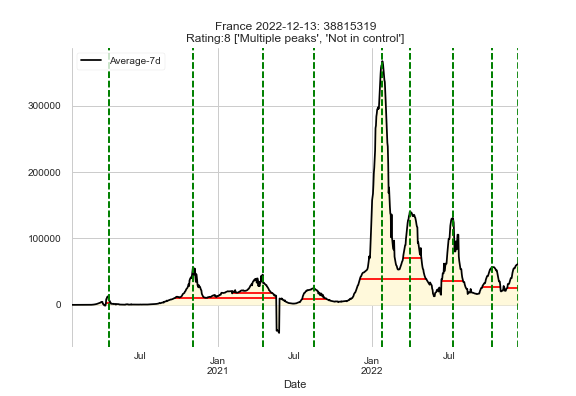 France 2022-12-13: 38815319
Rating:8 ['Multiple peaks', 'Not in control']
Average-7d
300000
200000
100000
0
Jul
Jan
2021
Jul
Jan
2022
Jul
Date